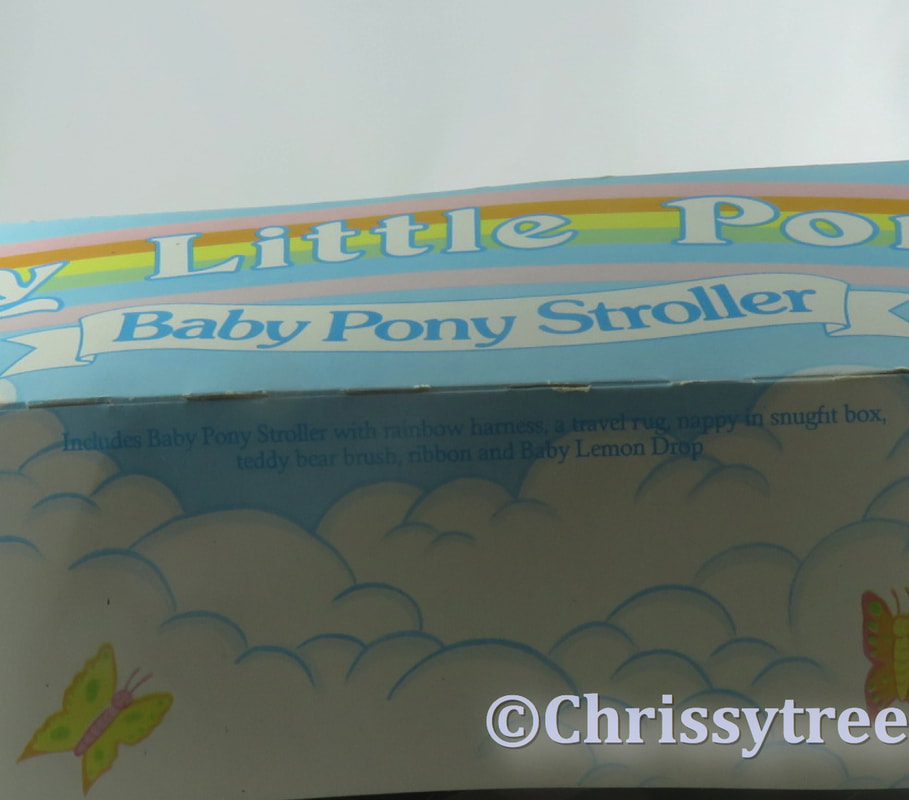 y Little Pon
Baby Pony Stroller
Includes Baby Pony Stroller with rainbow harness, a travel rug, nappy in snugfit box,
teddy bear brush, ribbon and Baby Lemon Drop
©Chrissytree